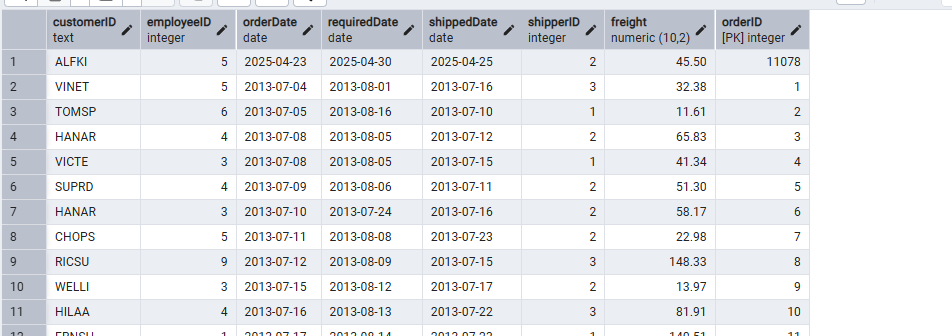 customerID employeeID orderDate requiredDate shippedDate shipperID freight orderID
text integer date date date integer numeric (10,2) [PK] integer
1 ALFKI 5 2025-04-23 2025-04-30 2025-04-25 2 45.50 11078
2 VINET 5 2013-07-04 2013-08-01 2013-07-16 3 32.38 1
3 TOMSP 6 2013-07-05 2013-08-16 2013-07-10 1 11.61 2
4 HANAR 4 2013-07-08 2013-08-05 2013-07-12 2 65.83 3
5 VICTE 3 2013-07-08 2013-08-05 2013-07-15 1 41.34 4
6 SUPRD 4 2013-07-09 2013-08-06 2013-07-11 2 51.30 5
7 HANAR 3 2013-07-10 2013-07-24 2013-07-16 2 58.17 6
8 CHOPS 5 2013-07-11 2013-08-08 2013-07-23 2 22.98 7
9 RICSU 9 2013-07-12 2013-08-09 2013-07-15 3 148.33 8
10 WELLI 3 2013-07-15 2013-08-12 2013-07-17 2 13.97 9
11 HILAA 4 2013-07-16 2013-08-13 2013-07-22 3 81.91 10